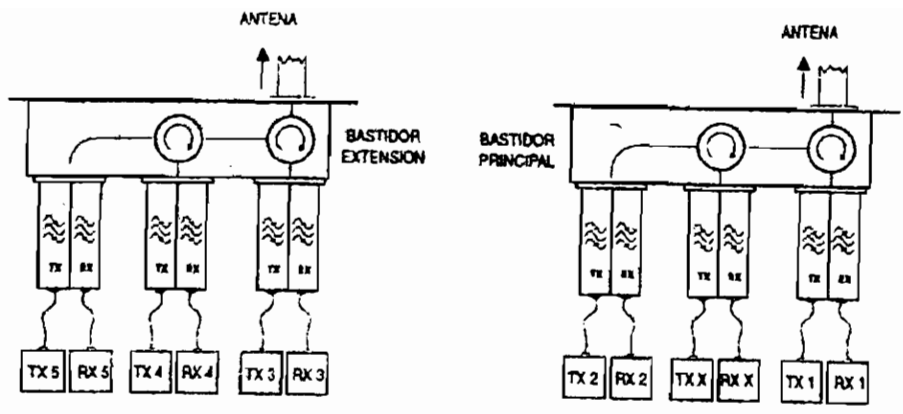 ANTENA
BASTIDOR
EXTENSION
TX RX TX RX TX RX
TX 5 RX 5 TX 4 RX 4 TX 3 RX 3
ANTENA
BASTIDOR
PRINCIPAL
TX RX TX RX TX RX
TX 2 RX 2 TX X RX X TX 1 RX 1